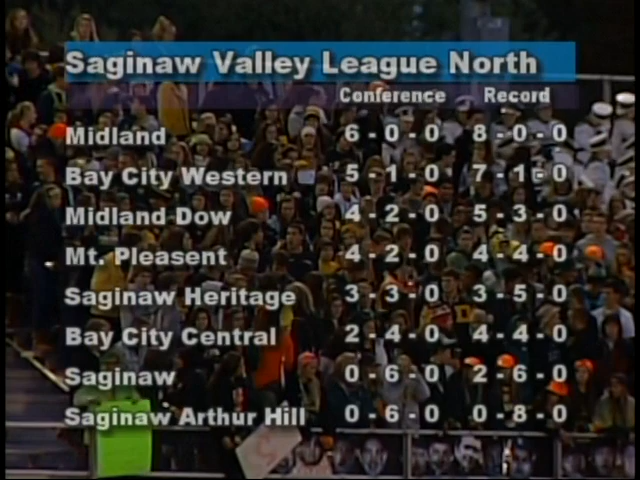 Saginaw Valley League North
Conference Record
Midland 6 - 0 - 0 8 - 0 - 0
Bay City Western 5 - 1 - 0 7 - 1 - 0
Midland Dow 4 - 2 - 0 5 - 3 - 0
Mt. Pleasent 4 - 2 - 0 4 - 4 - 0
Saginaw Heritage 3 - 3 - 0 3 - 5 - 0
Bay City Central 2 - 4 - 0 4 - 4 - 0
Saginaw 0 - 6 - 0 2 - 6 - 0
Saginaw Arthur Hill 0 - 6 - 0 0 - 8 - 0